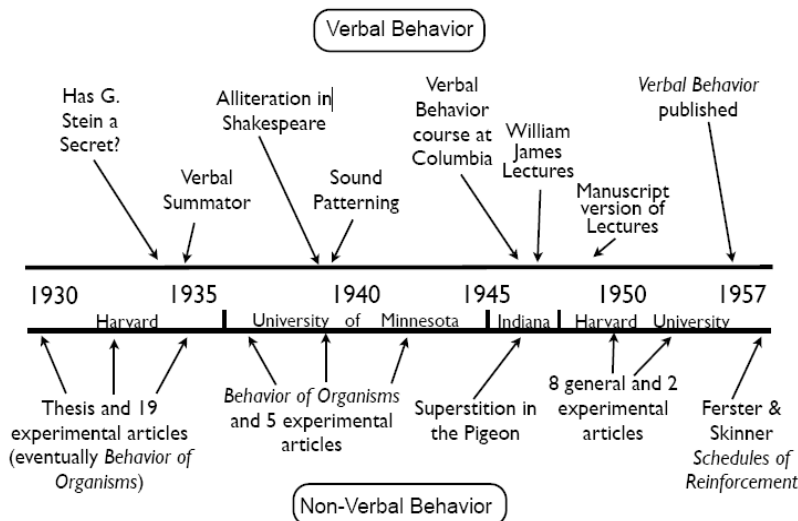 Verbal Behavior
Has G.
Stein a
Secret?
Verbal
Summator
Alliteration in
Shakespeare
Sound
Patterning
Verbal
Behavior
course at
Columbia
William
James
Lectures
Manuscript
version of
Lectures
Verbal Behavior
published
1930 1935 1940 1945 1950 1957
Harvard University of Minnesota Indiana Harvard University
Thesis and 19
experimental articles
(eventually Behavior of
Organisms)
Behavior of Organisms
and 5 experimental
articles
Superstition in
the Pigeon
8 general and 2
experimental
articles
Ferster &
Skinner
Schedules of
Reinforcement
Non-Verbal Behavior